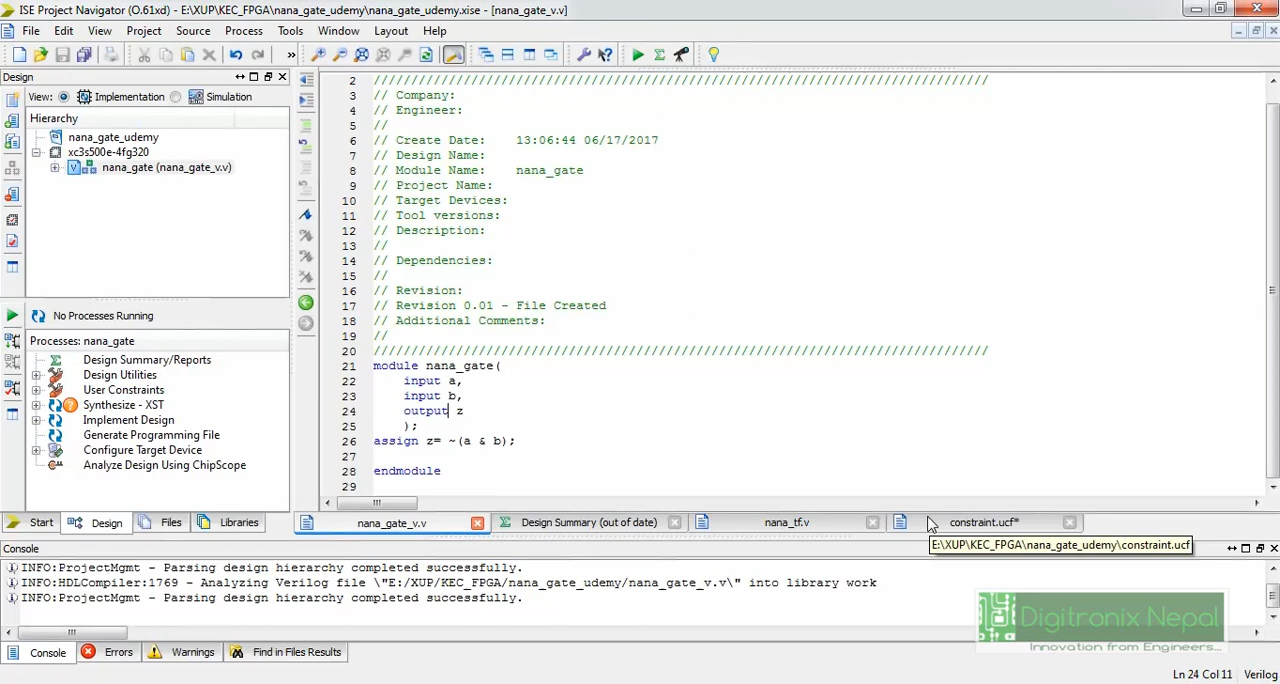 ISE Project Navigator (O.61xd) - E:\XUP\KEC_FPGA\nana_gate_udemy\nana_gate_udemy.xise - [nana_gate_v.v]
File Edit View Project Source Process Tools Window Layout Help
Design
View: Implementation Simulation
Hierarchy
nana_gate_udemy
xc3s500e-4fg320
nana_gate (nana_gate_v.v)
No Processes Running
Processes: nana_gate
Design Summary/Reports
Design Utilities
User Constraints
Synthesize - XST
Implement Design
Generate Programming File
Configure Target Device
Analyze Design Using ChipScope
Start Design Files Libraries
2 //////////////////////////////////////////////////////////////////////////////////
3 // Company:
4 // Engineer:
5 //
6 // Create Date:    13:06:44 06/17/2017
7 // Design Name:
8 // Module Name:    nana_gate
9 // Project Name:
10 // Target Devices:
11 // Tool versions:
12 // Description:
13 //
14 // Dependencies:
15 //
16 // Revision:
17 // Revision 0.01 - File Created
18 // Additional Comments:
19 //
20 //////////////////////////////////////////////////////////////////////////////////
21 module nana_gate(
22     input a,
23     input b,
24     output z
25     );
26 assign z= ~(a & b);
27
28 endmodule
29
nana_gate_v.v Design Summary (out of date) nana_tf.v constraint.ucf*
E:\XUP\KEC_FPGA\nana_gate_udemy\constraint.ucf
Console
INFO:ProjectMgmt - Parsing design hierarchy completed successfully.
INFO:HDLCompiler:1769 - Analyzing Verilog file \"E:/XUP/KEC_FPGA/nana_gate_udemy/nana_gate_v.v\" into library work
INFO:ProjectMgmt - Parsing design hierarchy completed successfully.
Digitronix Nepal
Innovation from Engineers...
Console Errors Warnings Find in Files Results
Ln 24 Col 11 Verilog